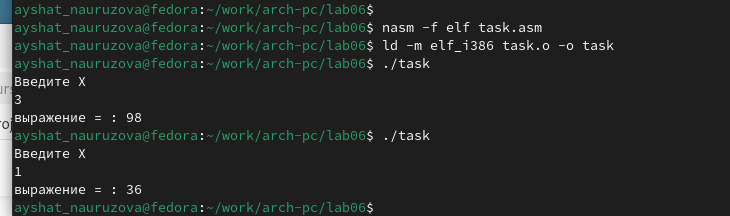 ayshat_nauruzova@fedora:~/work/arch-pc/lab06$
ayshat_nauruzova@fedora:~/work/arch-pc/lab06$ nasm -f elf task.asm
ayshat_nauruzova@fedora:~/work/arch-pc/lab06$ ld -m elf_i386 task.o -o task
ayshat_nauruzova@fedora:~/work/arch-pc/lab06$ ./task
Введите X
3
выражение = : 98
ayshat_nauruzova@fedora:~/work/arch-pc/lab06$ ./task
Введите X
1
выражение = : 36
ayshat_nauruzova@fedora:~/work/arch-pc/lab06$